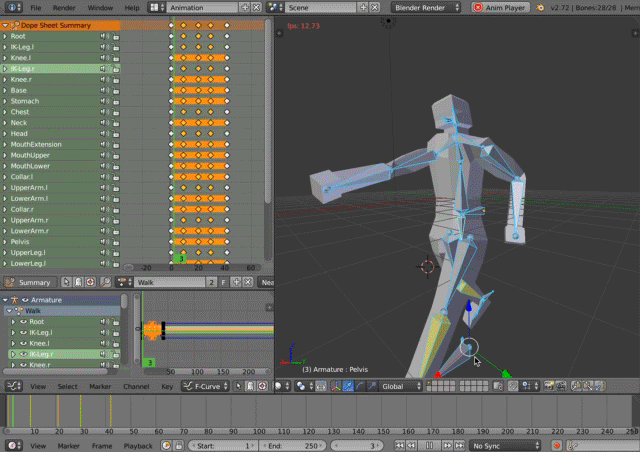 File Render Window Help Animation Scene Blender Render Anim Player v2.72 | Bones:28/28 | Mem
Dope Sheet Summary
fps: 12.73
Root
IK-Leg.l
Knee.l
IK-Leg.r
Knee.r
Base
Stomach
Chest
Neck
Head
MouthExtension
MouthUpper
MouthLower
Collar.l
UpperArm.l
LowerArm.l
Collar.r
UpperArm.r
LowerArm.r
Pelvis
UpperLeg.l
LowerLeg.l
3
-20 0 20 40 60
Summary Walk 2 F Nea
Armature
Walk
Root
IK-Leg.l
Knee.l
IK-Leg.r
Knee.r
0
3
50 100 150 200
(3) Armature : Pelvis
View Select Marker Channel Key F-Curve Global
0 10 20 30 40 50 60 70 80 90 100 110 120 130 140 150 160 170 180 190 200 210 220 230 240 250
View Marker Frame Playback Start: 1 End: 250 3 No Sync